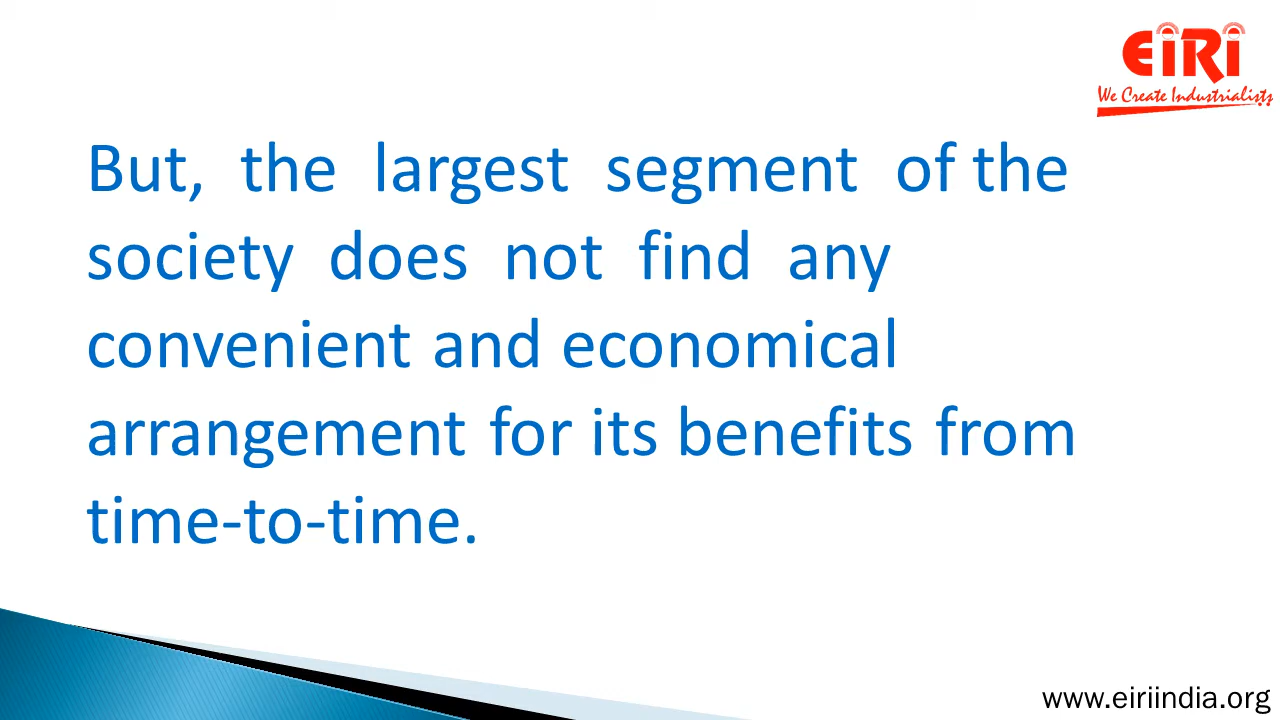 EiRi
We Create Industrialists
But, the largest segment of the
society does not find any
convenient and economical
arrangement for its benefits from
time-to-time.
www.eiriindia.org